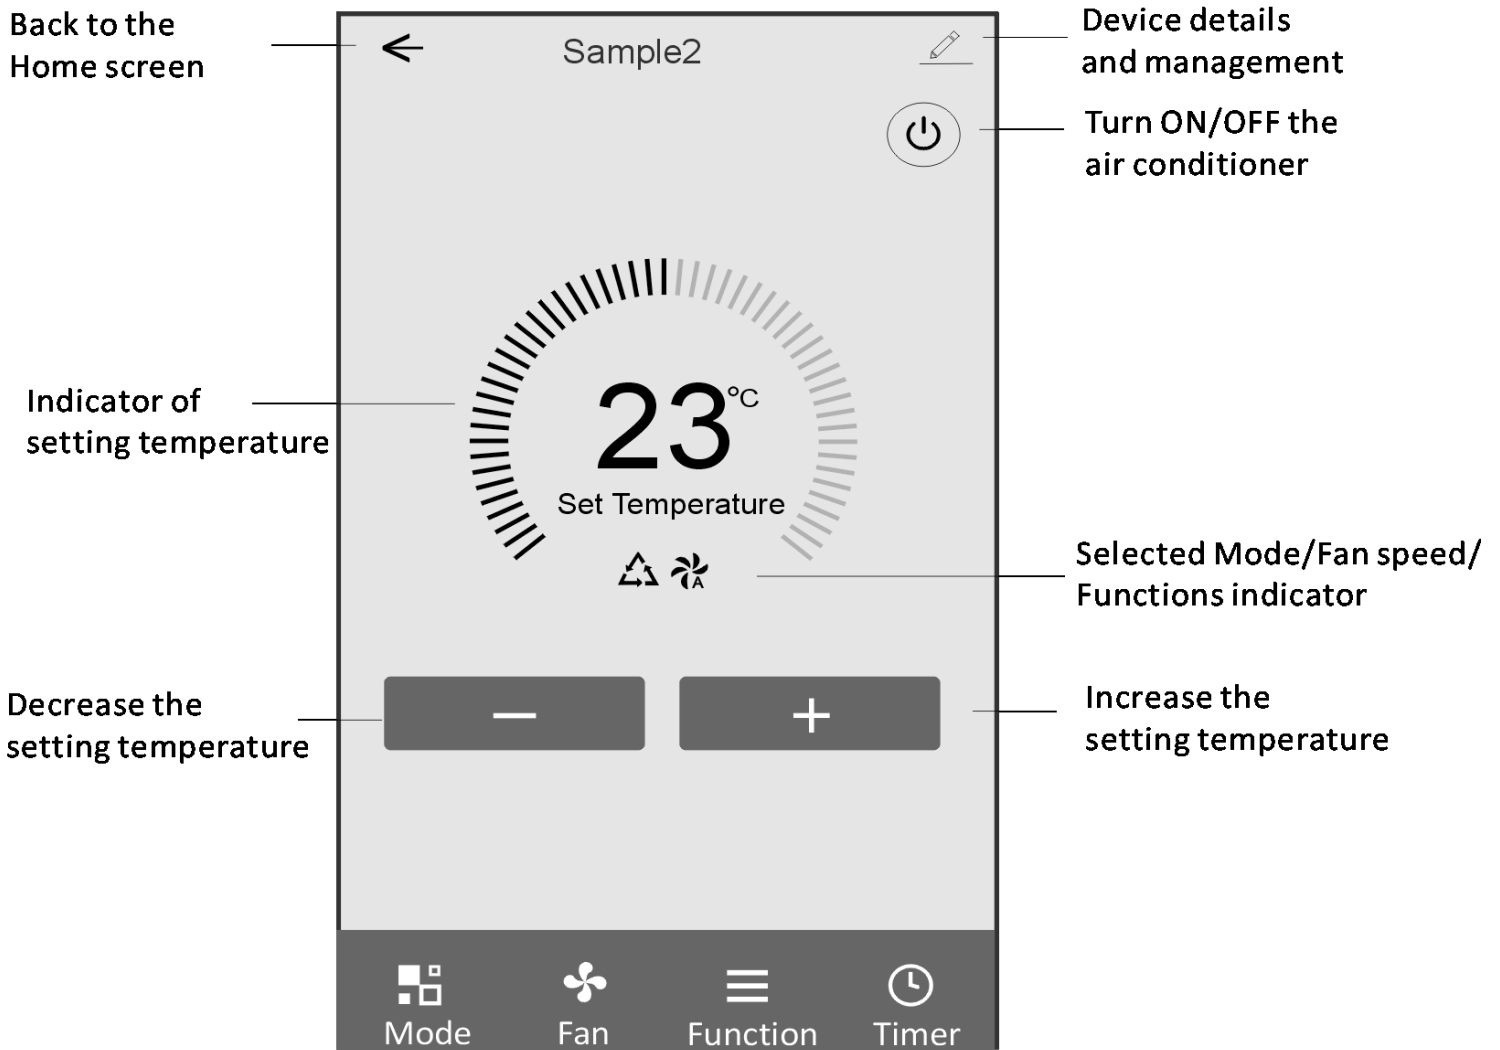 Back to the
Home screen
Sample2
Device details
and management
Turn ON/OFF the
air conditioner
Indicator of
setting temperature
23°C
Set Temperature
A
Selected Mode/Fan speed/
Functions indicator
Decrease the
setting temperature
Increase the
setting temperature
Mode
Fan
Function
Timer